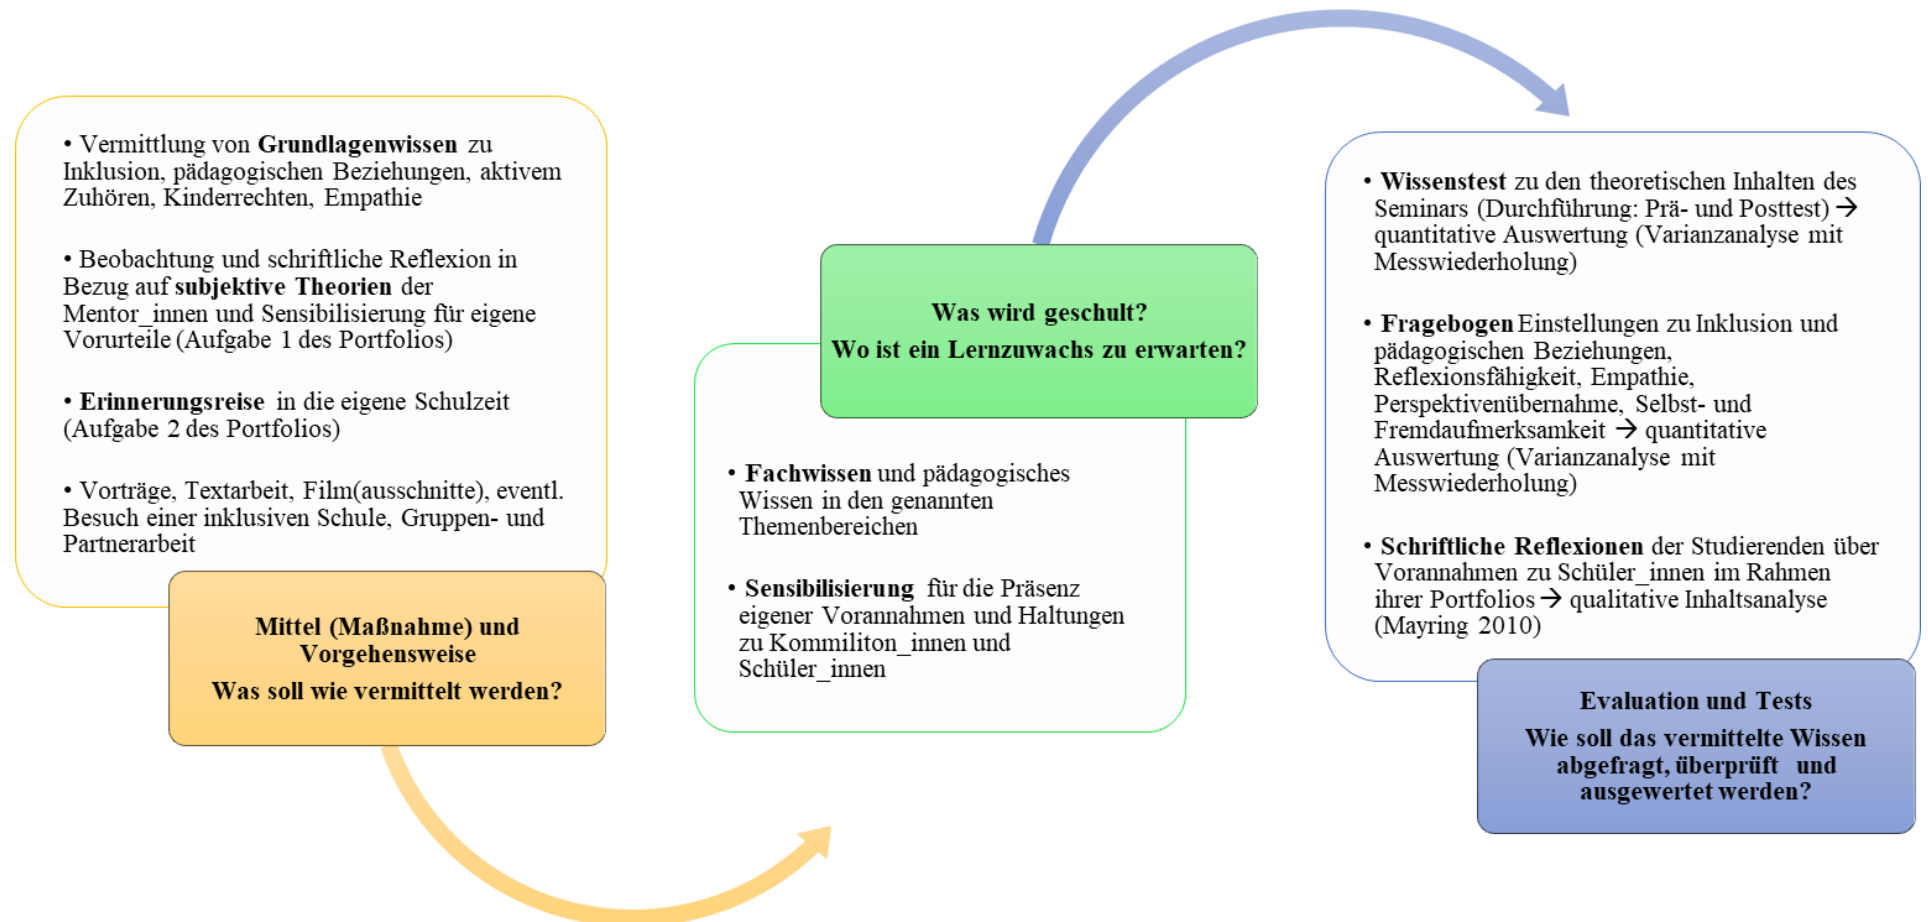 • Vermittlung von Grundlagenwissen zu
Inklusion, pädagogischen Beziehungen, aktivem
Zuhören, Kinderrechten, Empathie
• Beobachtung und schriftliche Reflexion in
Bezug auf subjektive Theorien der
Mentor_innen und Sensibilisierung für eigene
Vorurteile (Aufgabe 1 des Portfolios)
• Erinnerungsreise in die eigene Schulzeit
(Aufgabe 2 des Portfolios)
• Vorträge, Textarbeit, Film(ausschnitte), eventl.
Besuch einer inklusiven Schule, Gruppen- und
Partnerarbeit
Mittel (Maßnahme) und
Vorgehensweise
Was soll wie vermittelt werden?
Was wird geschult?
Wo ist ein Lernzuwachs zu erwarten?
• Fachwissen und pädagogisches
Wissen in den genannten
Themenbereichen
• Sensibilisierung für die Präsenz
eigener Vorannahmen und Haltungen
zu Kommiliton_innen und
Schüler_innen
• Wissenstest zu den theoretischen Inhalten des
Seminars (Durchführung: Prä- und Posttest) →
quantitative Auswertung (Varianzanalyse mit
Messwiederholung)
• Fragebogen Einstellungen zu Inklusion und
pädagogischen Beziehungen,
Reflexionsfähigkeit, Empathie,
Perspektivenübernahme, Selbst- und
Fremdaufmerksamkeit → quantitative
Auswertung (Varianzanalyse mit
Messwiederholung)
• Schriftliche Reflexionen der Studierenden über
Vorannahmen zu Schüler_innen im Rahmen
ihrer Portfolios → qualitative Inhaltsanalyse
(Mayring 2010)
Evaluation und Tests
Wie soll das vermittelte Wissen
abgefragt, überprüft und
ausgewertet werden?